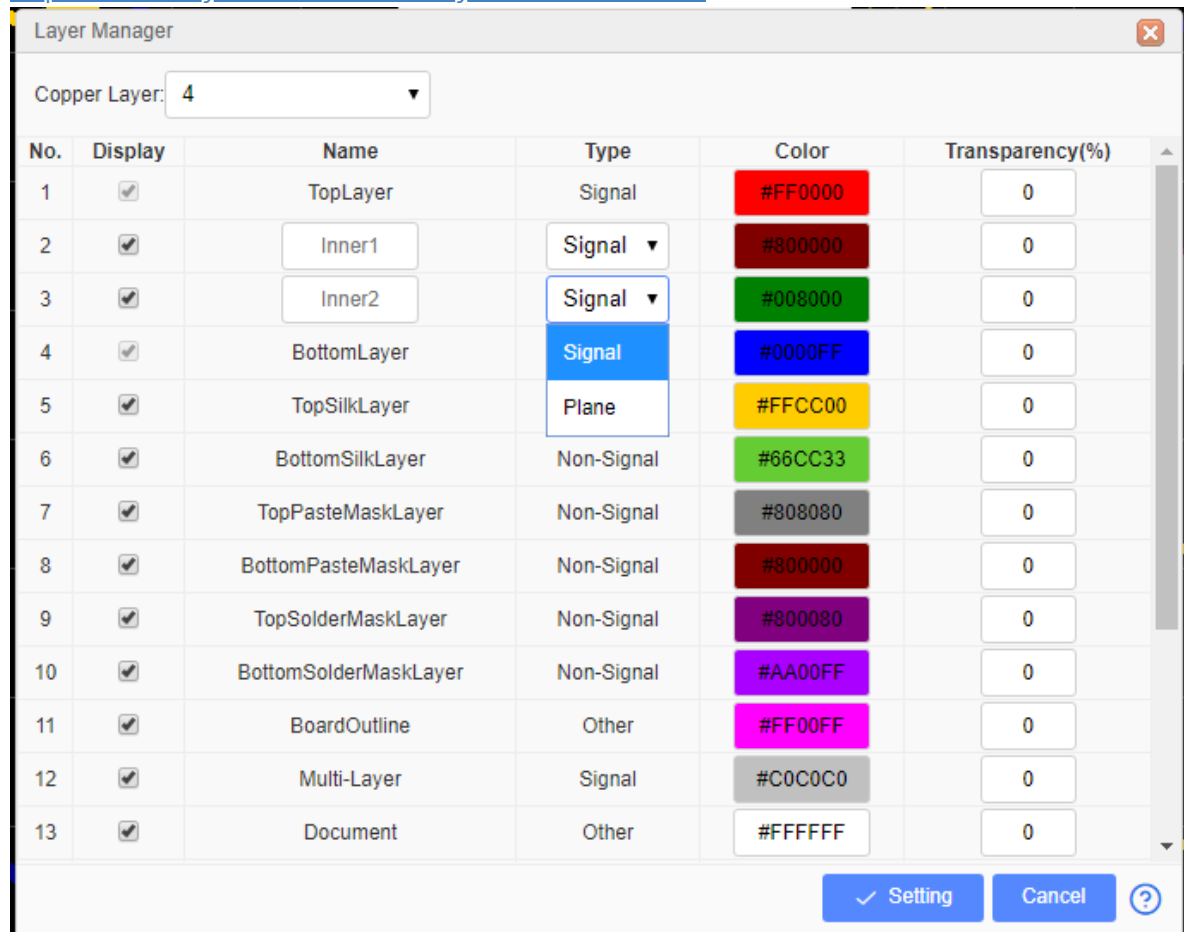 Layer Manager
Copper Layer: 4
No. Display Name Type Color Transparency(%)
1 TopLayer Signal #FF0000 0
2 Inner1 Signal #800000 0
3 Inner2 Signal #008000 0
4 BottomLayer Signal #0000FF 0
5 TopSilkLayer Plane #FFCC00 0
6 BottomSilkLayer Non-Signal #66CC33 0
7 TopPasteMaskLayer Non-Signal #808080 0
8 BottomPasteMaskLayer Non-Signal #800000 0
9 TopSolderMaskLayer Non-Signal #800080 0
10 BottomSolderMaskLayer Non-Signal #AA00FF 0
11 BoardOutline Other #FF00FF 0
12 Multi-Layer Signal #C0C0C0 0
13 Document Other #FFFFFF 0
Setting Cancel ?